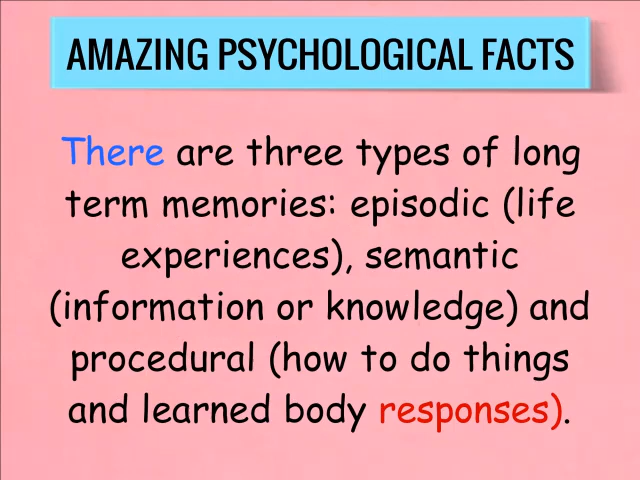 AMAZING PSYCHOLOGICAL FACTS
There are three types of long
term memories: episodic (life
experiences), semantic
(information or knowledge) and
procedural (how to do things
and learned body responses).